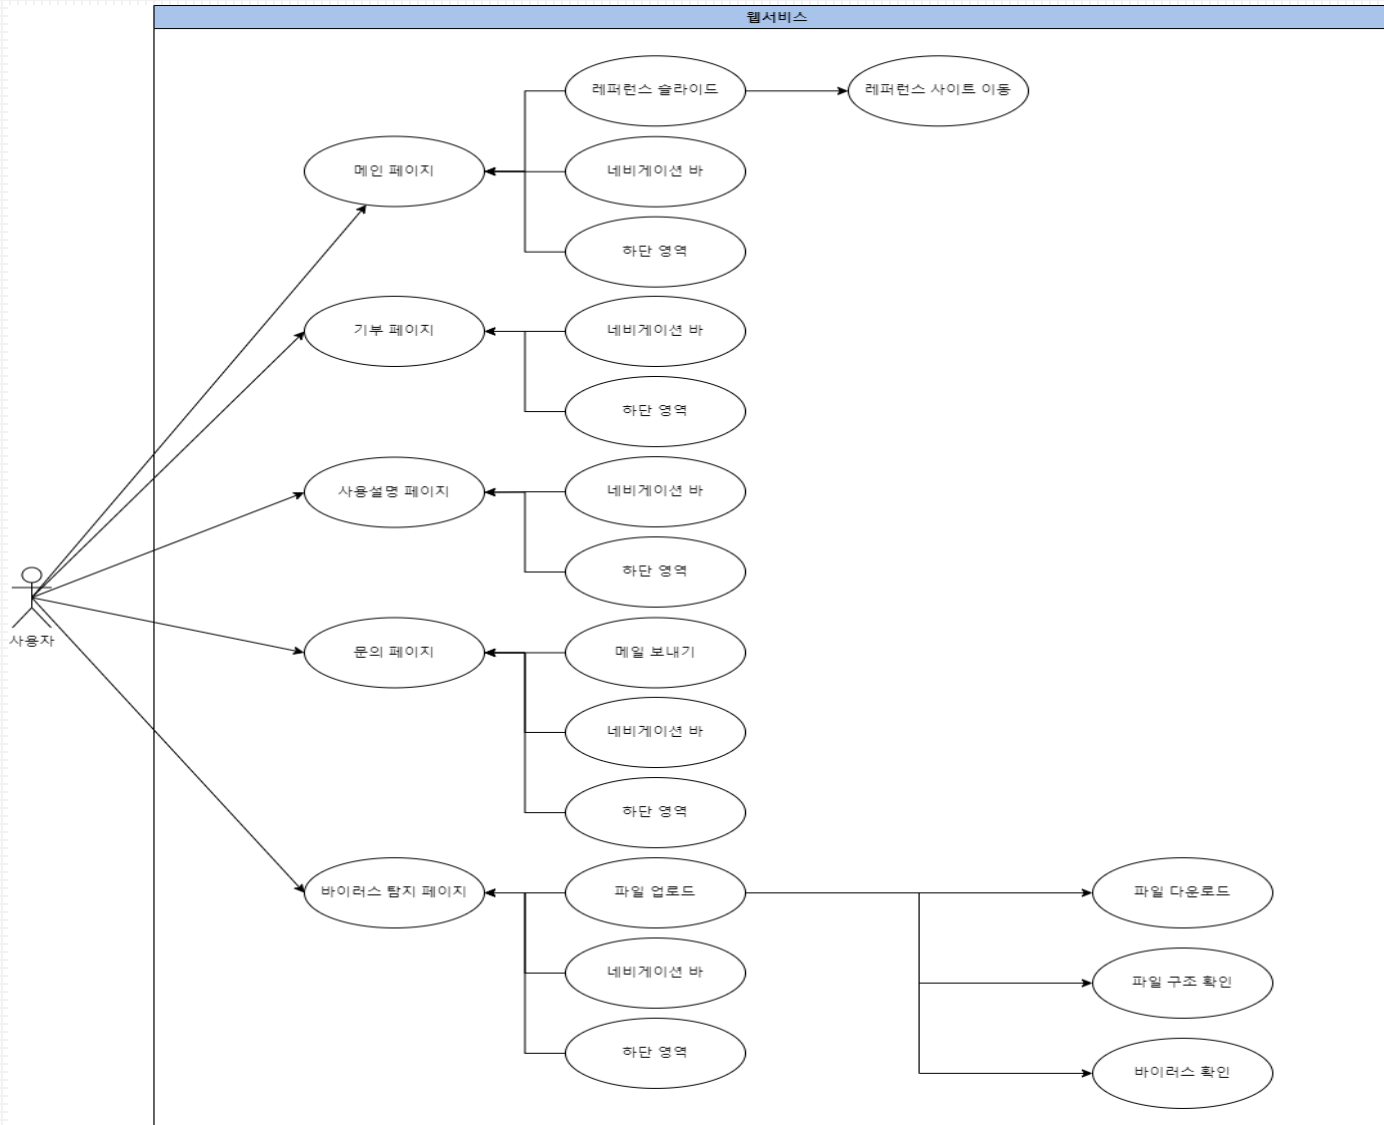 웹서비스
레퍼런스 슬라이드
레퍼런스 사이트 이동
메인 페이지
네비게이션 바
하단 영역
기부 페이지
네비게이션 바
하단 영역
사용설명 페이지
네비게이션 바
하단 영역
사용자
문의 페이지
메일 보내기
네비게이션 바
하단 영역
바이러스 탐지 페이지
파일 업로드
파일 다운로드
네비게이션 바
파일 구조 확인
하단 영역
바이러스 확인